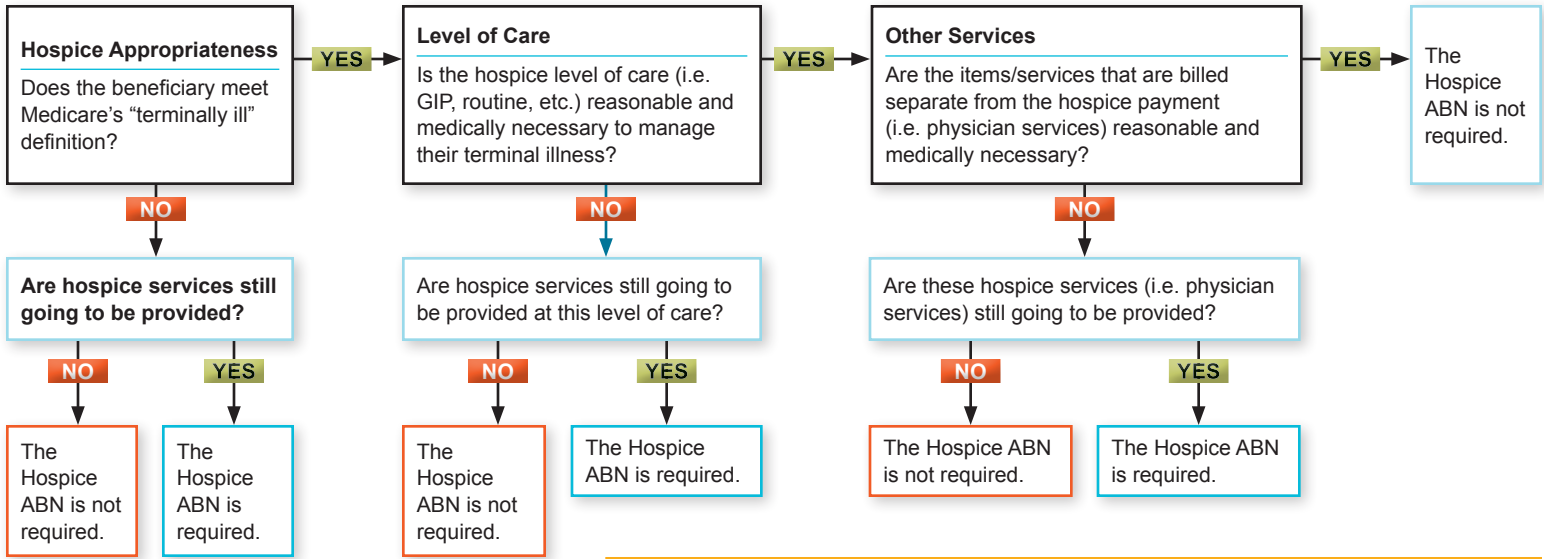 Hospice Appropriateness
Does the beneficiary meet
Medicare’s “terminally ill”
definition?
YES
Level of Care
Is the hospice level of care (i.e.
GIP, routine, etc.) reasonable and
medically necessary to manage
their terminal illness?
YES
Other Services
Are the items/services that are billed
separate from the hospice payment
(i.e. physician services) reasonable and
medically necessary?
YES
The
Hospice
ABN is not
required.
NO
NO
NO
Are hospice services still
going to be provided?
Are hospice services still going to
be provided at this level of care?
Are these hospice services (i.e. physician
services) still going to be provided?
NO
YES
NO
YES
NO
YES
The
Hospice
ABN is not
required.
The
Hospice
ABN is
required.
The
Hospice
ABN is not
required.
The Hospice
ABN is required.
The Hospice ABN
is not required.
The Hospice ABN
is required.